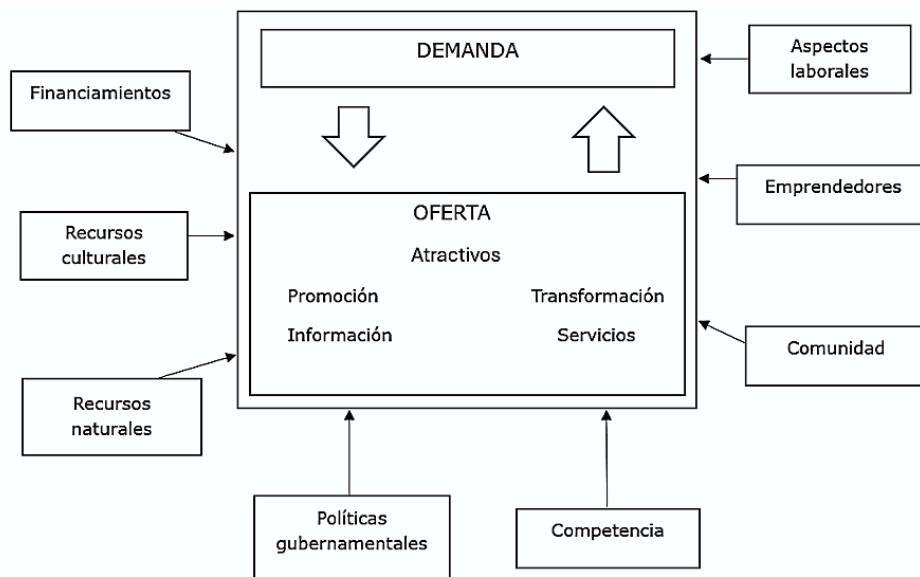 DEMANDA
Aspectos
laborales
Financiamientos
Emprendedores
OFERTA
Recursos
culturales
Atractivos
Promoción
Transformación
Información
Servicios
Comunidad
Recursos
naturales
Políticas
gubernamentales
Competencia